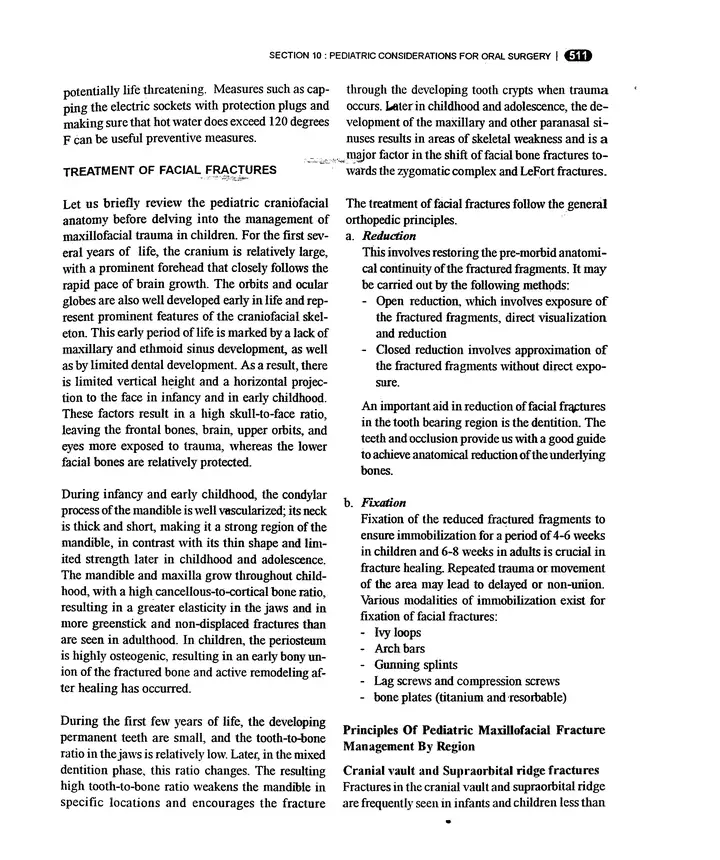 SECTION 10 : PEDIATRIC CONSIDERATIONS FOR ORAL SURGERY | 511
potentially life threatening. Measures such as cap-
ping the electric sockets with protection plugs and
making sure that hot water does exceed 120 degrees
F can be useful preventive measures.
TREATMENT OF FACIAL FRACTURES
Let us briefly review the pediatric craniofacial
anatomy before delving into the management of
maxillofacial trauma in children. For the first sev-
eral years of life, the cranium is relatively large,
with a prominent forehead that closely follows the
rapid pace of brain growth. The orbits and ocular
globes are also well developed early in life and rep-
resent prominent features of the craniofacial skel-
eton. This early period of life is marked by a lack of
maxillary and ethmoid sinus development, as well
as by limited dental development. As a result, there
is limited vertical height and a horizontal projec-
tion to the face in infancy and in early childhood.
These factors result in a high skull-to-face ratio,
leaving the frontal bones, brain, upper orbits, and
eyes more exposed to trauma, whereas the lower
facial bones are relatively protected.
During infancy and early childhood, the condylar
process of the mandible is well vascularized; its neck
is thick and short, making it a strong region of the
mandible, in contrast with its thin shape and lim-
ited strength later in childhood and adolescence.
The mandible and maxilla grow throughout child-
hood, with a high cancellous-to-cortical bone ratio,
resulting in a greater elasticity in the jaws and in
more greenstick and non-displaced fractures than
are seen in adulthood. In children, the periosteum
is highly osteogenic, resulting in an early bony un-
ion of the fractured bone and active remodeling af-
ter healing has occurred.
During the first few years of life, the developing
permanent teeth are small, and the tooth-to-bone
ratio in the jaws is relatively low. Later, in the mixed
dentition phase, this ratio changes. The resulting
high tooth-to-bone ratio weakens the mandible in
specific locations and encourages the fracture
through the developing tooth crypts when trauma
occurs. Later in childhood and adolescence, the de-
velopment of the maxillary and other paranasal si-
nuses results in areas of skeletal weakness and is a
major factor in the shift of facial bone fractures to-
wards the zygomatic complex and LeFort fractures.
The treatment of facial fractures follow the general
orthopedic principles.
a. Reduction
This involves restoring the pre-morbid anatomi-
cal continuity of the fractured fragments. It may
be carried out by the following methods:
- Open reduction, which involves exposure of
the fractured fragments, direct visualization
and reduction
- Closed reduction involves approximation of
the fractured fragments without direct expo-
sure.
An important aid in reduction of facial fractures
in the tooth bearing region is the dentition. The
teeth and occlusion provide us with a good guide
to achieve anatomical reduction of the underlying
bones.
b. Fixation
Fixation of the reduced fractured fragments to
ensure immobilization for a period of 4-6 weeks
in children and 6-8 weeks in adults is crucial in
fracture healing. Repeated trauma or movement
of the area may lead to delayed or non-union.
Various modalities of immobilization exist for
fixation of facial fractures:
- Ivy loops
- Arch bars
- Gunning splints
- Lag screws and compression screws
- bone plates (titanium and resorbable)
Principles Of Pediatric Maxillofacial Fracture
Management By Region
Cranial vault and Supraorbital ridge fractures
Fractures in the cranial vault and supraorbital ridge
are frequently seen in infants and children less than